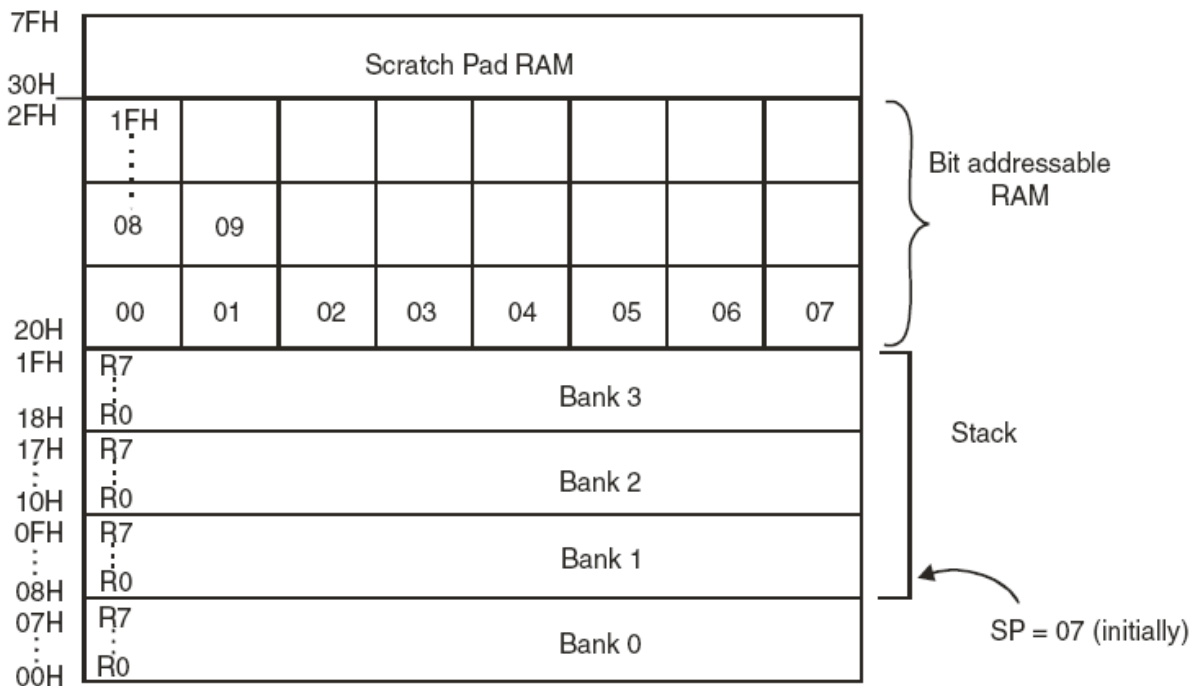 7FH
Scratch Pad RAM
30H
2FH
1FH
Bit addressable
RAM
08 09
00 01 02 03 04 05 06 07
20H
1FH R7
Bank 3
18H R0
Stack
17H R7
Bank 2
10H R0
0FH R7
Bank 1
08H R0
07H R7
Bank 0
SP = 07 (initially)
00H R0